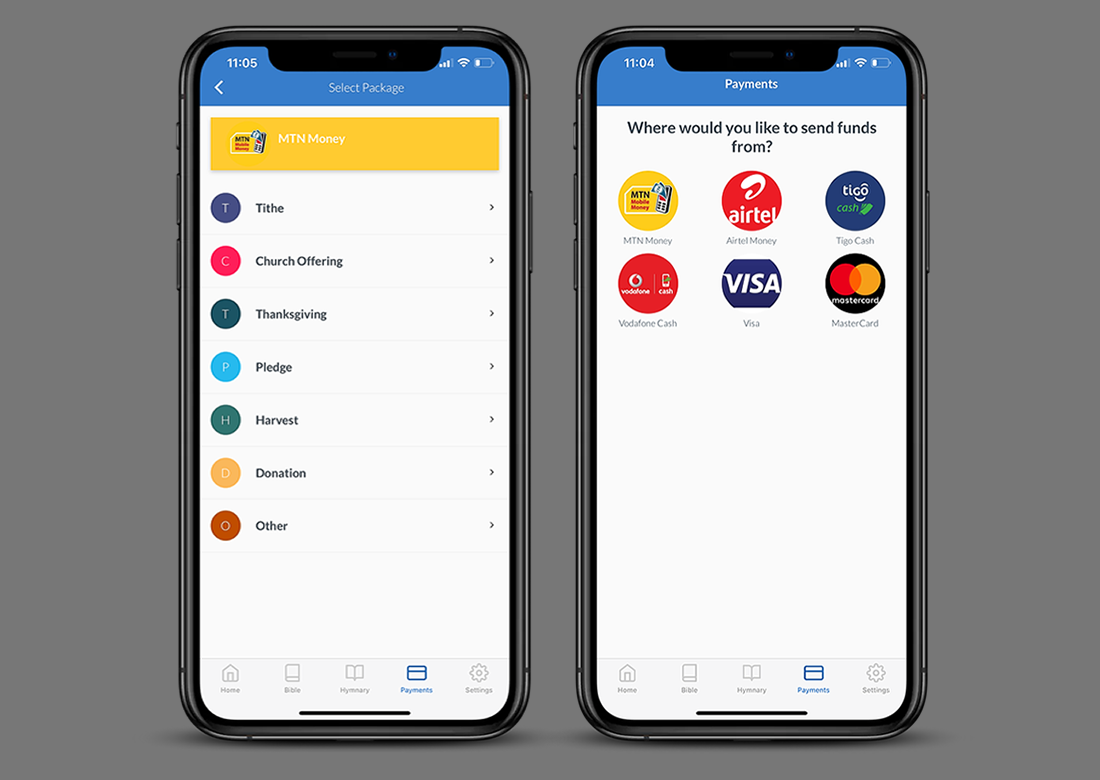 11:05
Select Package
MTN
Mobile
Money
MTN Money
T
Tithe
C
Church Offering
T
Thanksgiving
P
Pledge
H
Harvest
D
Donation
O
Other
Home
Bible
Hymnary
Payments
Settings
11:04
Payments
Where would you like to send funds
from?
MTN
Mobile
Money
airtel
tigo
cash
MTN Money
Airtel Money
Tigo Cash
vodafone
cash
VISA
mastercard
Vodafone Cash
Visa
MasterCard
Home
Bible
Hymnary
Payments
Settings